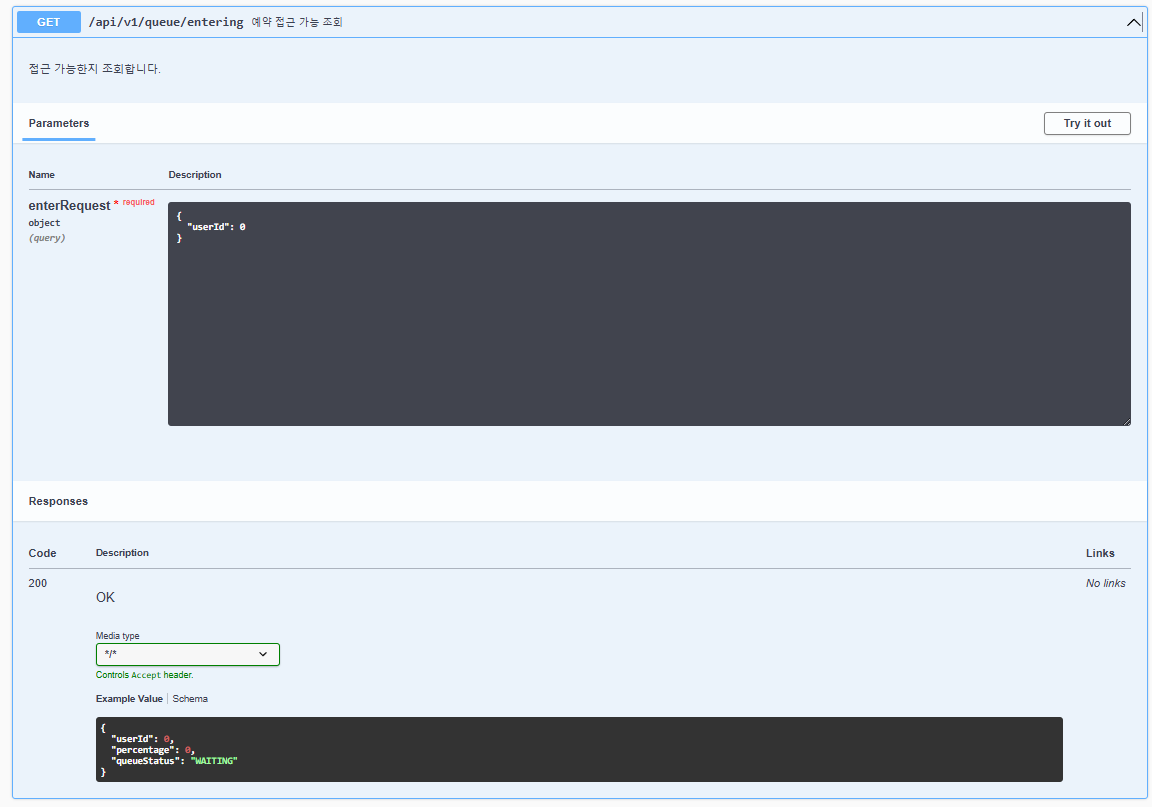 GET /api/v1/queue/entering 예약 접근 가능 조회
접근 가능한지 조회합니다.
Parameters
Try it out
Name Description
enterRequest * required
object
(query)
{
  "userId": 0
}
Responses
Code Description Links
200
OK
No links
Media type
*/*
Controls Accept header.
Example Value Schema
{
  "userId": 0,
  "percentage": 0,
  "queueStatus": "WAITING"
}